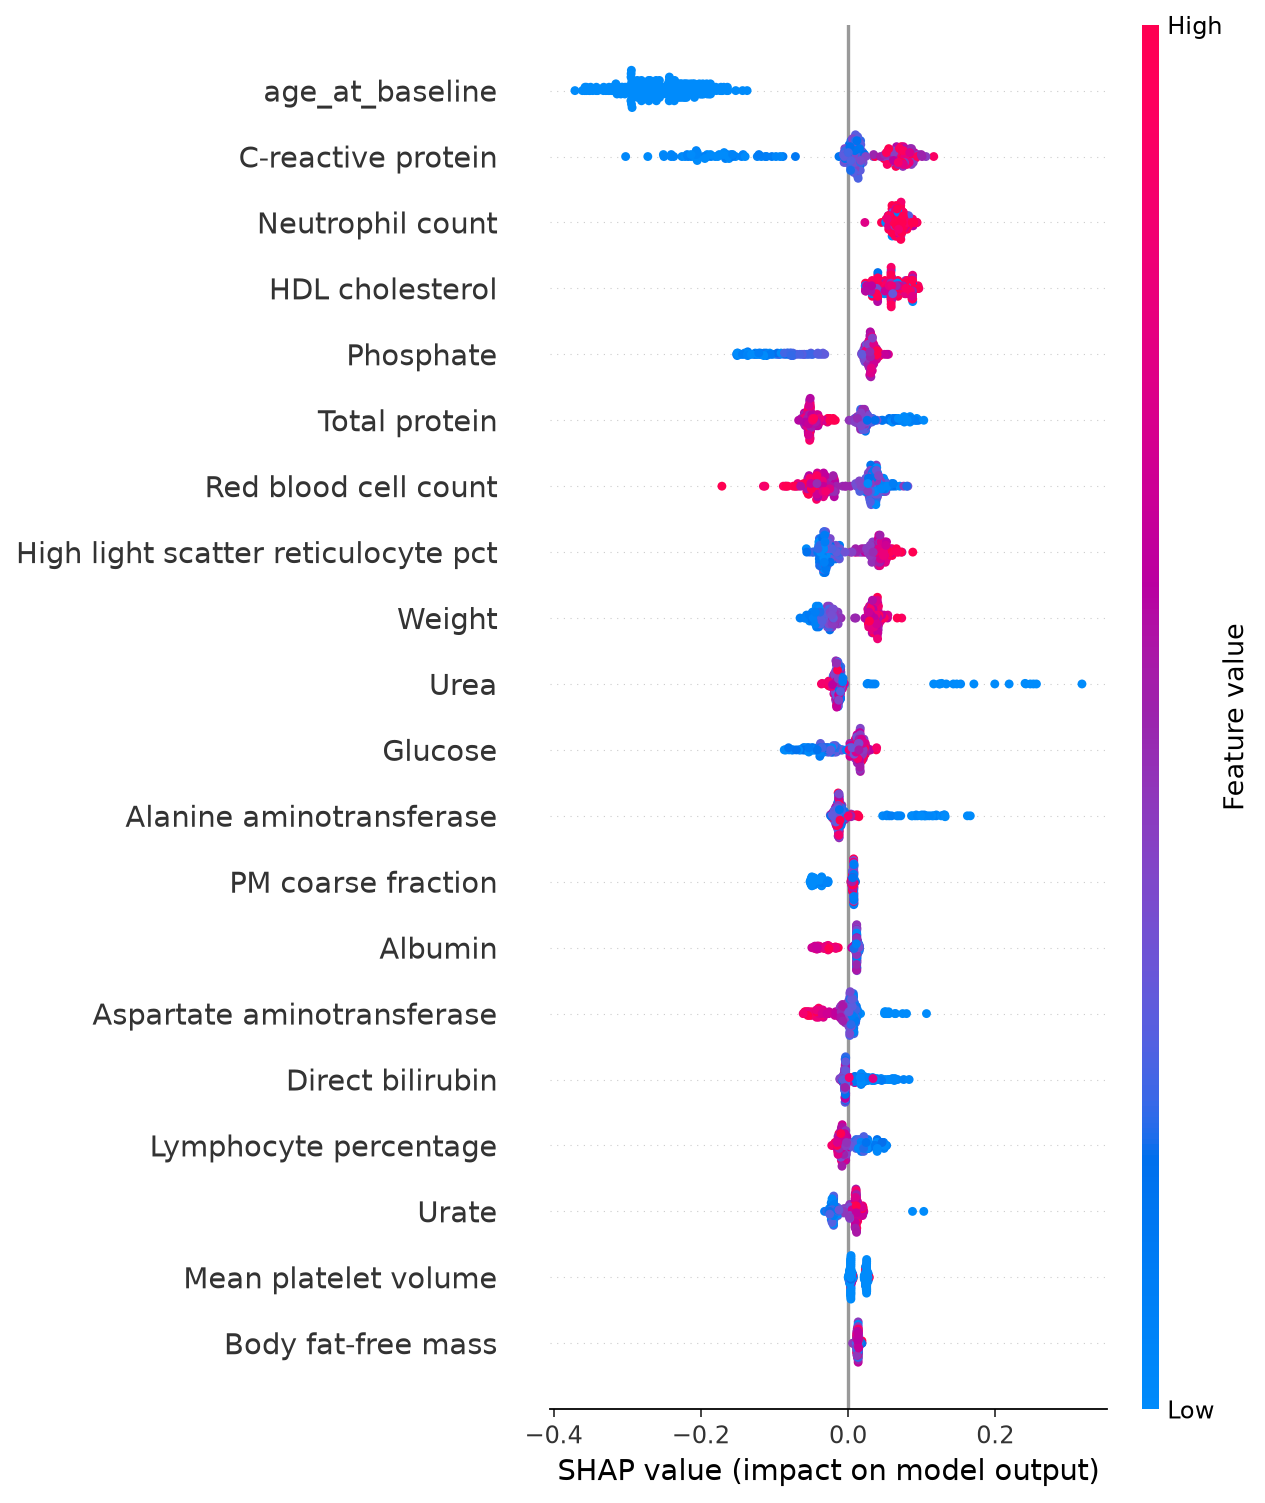 High
age_at_baseline
C-reactive protein
Neutrophil count
HDL cholesterol
Phosphate
Total protein
Red blood cell count
High light scatter reticulocyte pct
Weight
Urea
Glucose
Alanine aminotransferase
PM coarse fraction
Albumin
Aspartate aminotransferase
Direct bilirubin
Lymphocyte percentage
Urate
Mean platelet volume
Body fat-free mass
Feature value
Low
−0.4 −0.2 0.0 0.2
SHAP value (impact on model output)